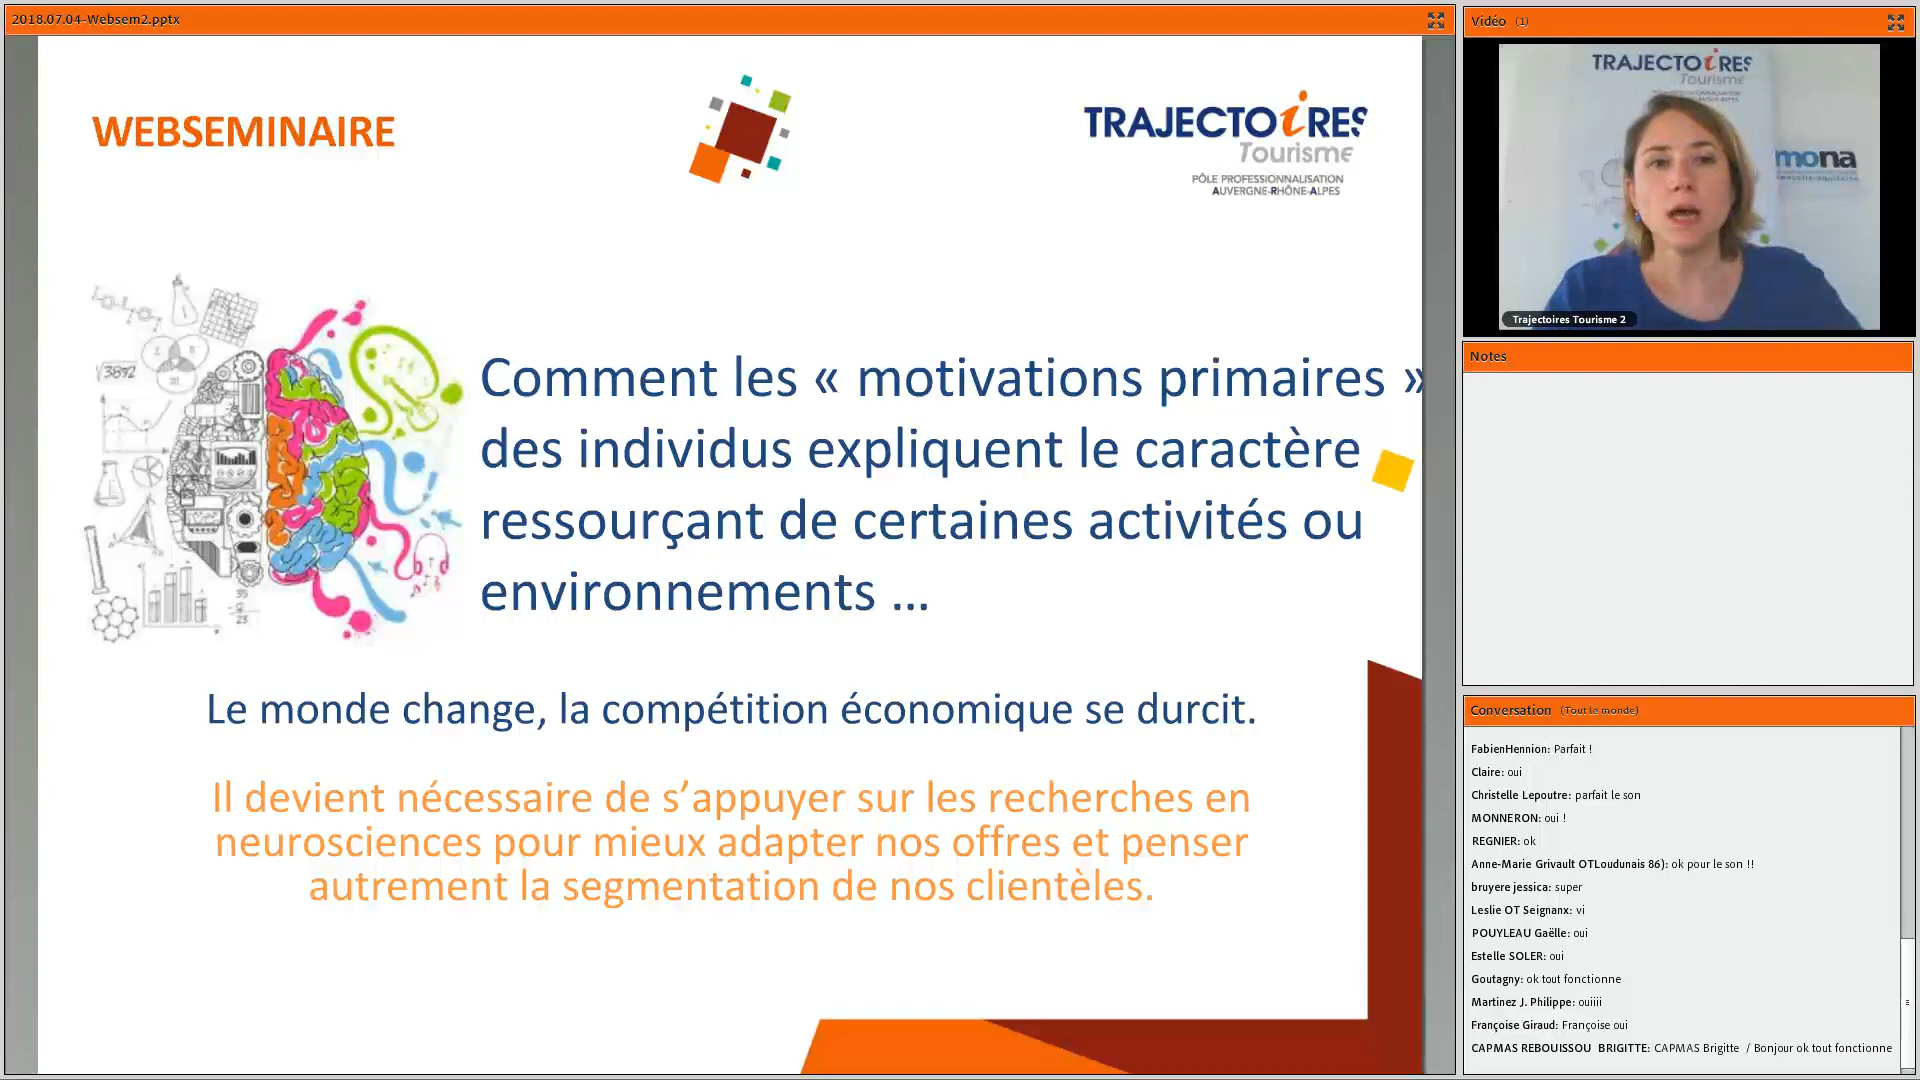 2018.07.04-Websem2.pptx
WEBSEMINAIRE
TRAJECTOiRES
Tourisme
PÔLE PROFESSIONNALISATION
AUVERGNE-RHÔNE-ALPES
Comment les « motivations primaires »
des individus expliquent le caractère
ressourçant de certaines activités ou
environnements ...
Le monde change, la compétition économique se durcit.
Il devient nécessaire de s’appuyer sur les recherches en
neurosciences pour mieux adapter nos offres et penser
autrement la segmentation de nos clientèles.
Vidéo (1)
TRAJECTOiRES
Tourisme
mona
Trajectoires Tourisme 2
Notes
Conversation (Tout le monde)
FabienHennion: Parfait !
Claire: oui
Christelle Lepoutre: parfait le son
MONNERON: oui !
REGNIER: ok
Anne-Marie Grivault OTLoudunais 86): ok pour le son !!
bruyere jessica: super
Leslie OT Seignanx: vi
POUYLEAU Gaëlle: oui
Estelle SOLER: oui
Goutagny: ok tout fonctionne
Martinez J. Philippe: ouiiii
Françoise Giraud: Françoise oui
CAPMAS REBOUISSOU BRIGITTE: CAPMAS Brigitte / Bonjour ok tout fonctionne